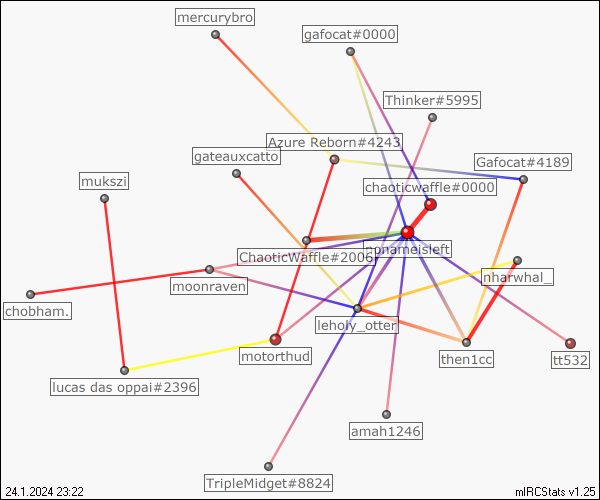 mercurybro
gafocat#0000
Thinker#5995
Azure Reborn#4243
gateauxcatto
Gafocat#4189
mukszi
chaoticwaffle#0000
nonameisleft
ChaoticWaffle#2006
nharwhal_
moonraven
chobham.
leholy_otter
motorthud
then1cc
tt532
lucas das oppai#2396
amah1246
TripleMidget#8824
24.1.2024 23:22
mIRCStats v1.25